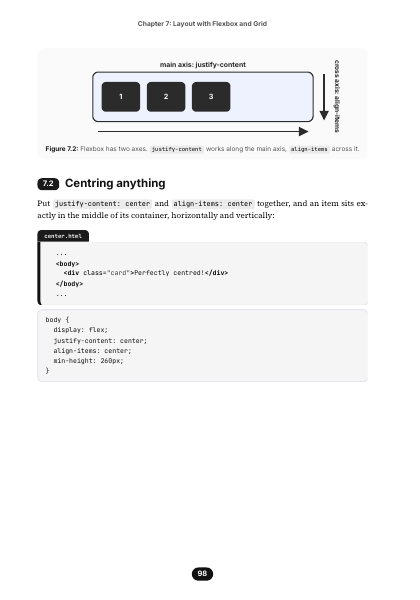 Chapter 7: Layout with Flexbox and Grid
main axis: justify-content
1 2 3
cross axis: align-items
Figure 7.2: Flexbox has two axes. justify-content works along the main axis, align-items across it.
7.2 Centring anything
Put justify-content: center and align-items: center together, and an item sits ex-
actly in the middle of its container, horizontally and vertically:
center.html
...
<body>
<div class="card">Perfectly centred!</div>
</body>
...
body {
display: flex;
justify-content: center;
align-items: center;
min-height: 260px;
}
98